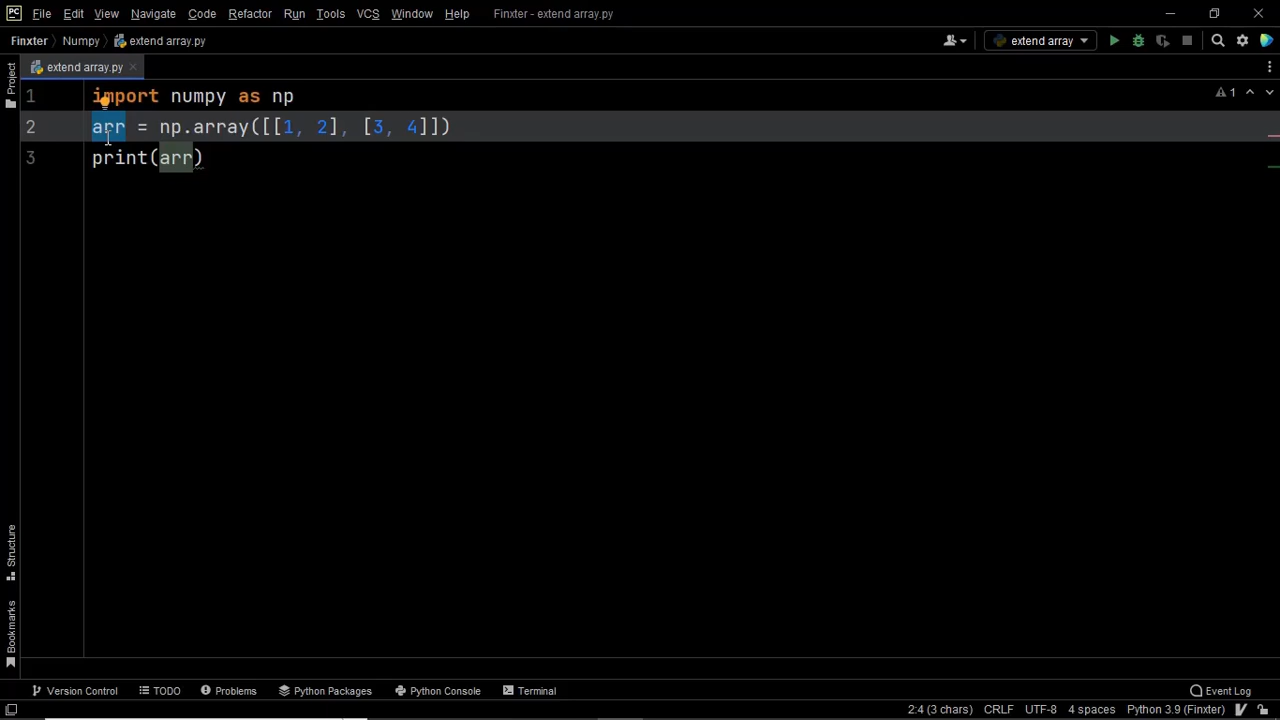 PC File Edit View Navigate Code Refactor Run Tools VCS Window Help Finxter - extend array.py
Finxter Numpy extend array.py extend array
extend array.py
Project
1 import numpy as np 1
2 arr = np.array([[1, 2], [3, 4]])
3 print(arr)
Structure
Bookmarks
Version Control TODO Problems Python Packages Python Console Terminal Event Log
2:4 (3 chars) CRLF UTF-8 4 spaces Python 3.9 (Finxter)